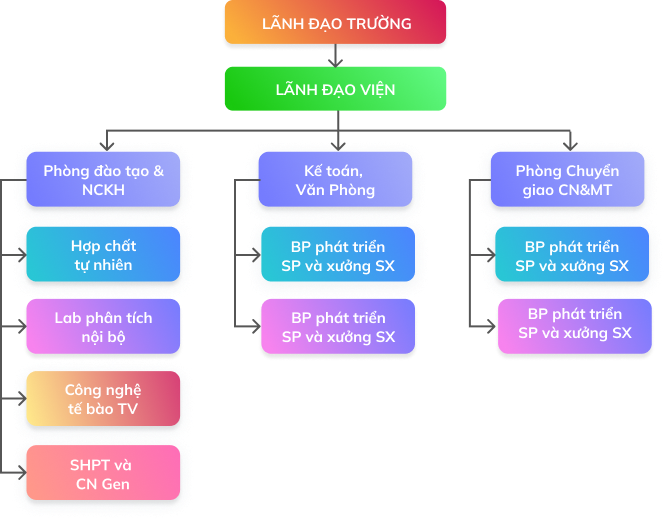 LÃNH ĐẠO TRƯỜNG
LÃNH ĐẠO VIỆN
Phòng đào tạo &
NCKH
Hợp chất
tự nhiên
Lab phân tích
nội bộ
Công nghệ
tế bào TV
SHPT và
CN Gen
Kế toán,
Văn Phòng
BP phát triển
SP và xưởng SX
BP phát triển
SP và xưởng SX
Phòng Chuyển
giao CN&MT
BP phát triển
SP và xưởng SX
BP phát triển
SP và xưởng SX